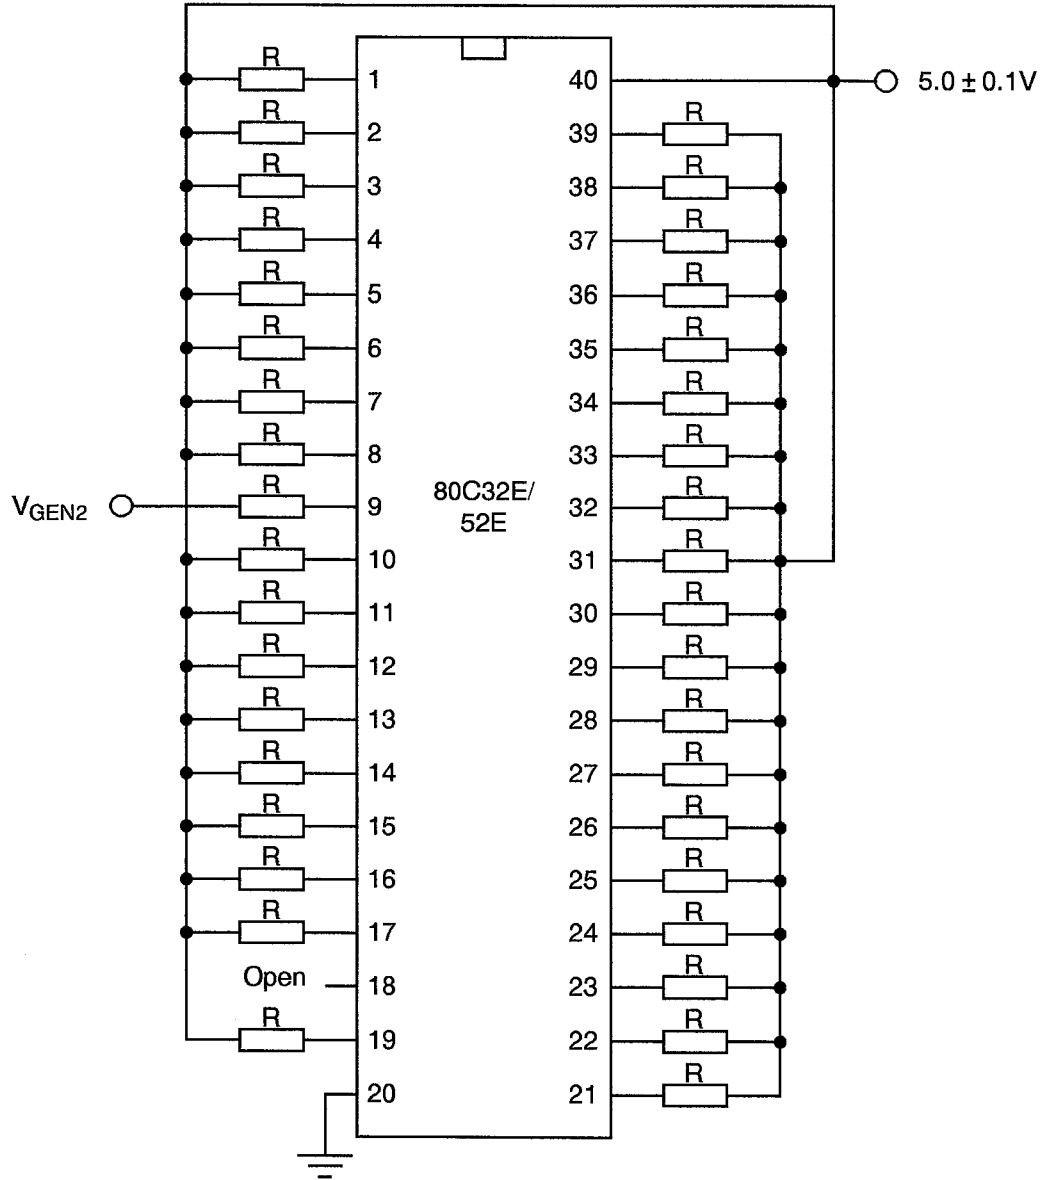 R 1 40 5.0 ± 0.1V
R 2 39 R
R 3 38 R
R 4 37 R
R 5 36 R
R 6 35 R
R 7 34 R
R 8 33 R
V_GEN2 R 9 80C32E/ 32 R
52E
R 10 31 R
R 11 30 R
R 12 29 R
R 13 28 R
R 14 27 R
R 15 26 R
R 16 25 R
R 17 24 R
Open 18 23 R
R 19 22 R
20 21 R